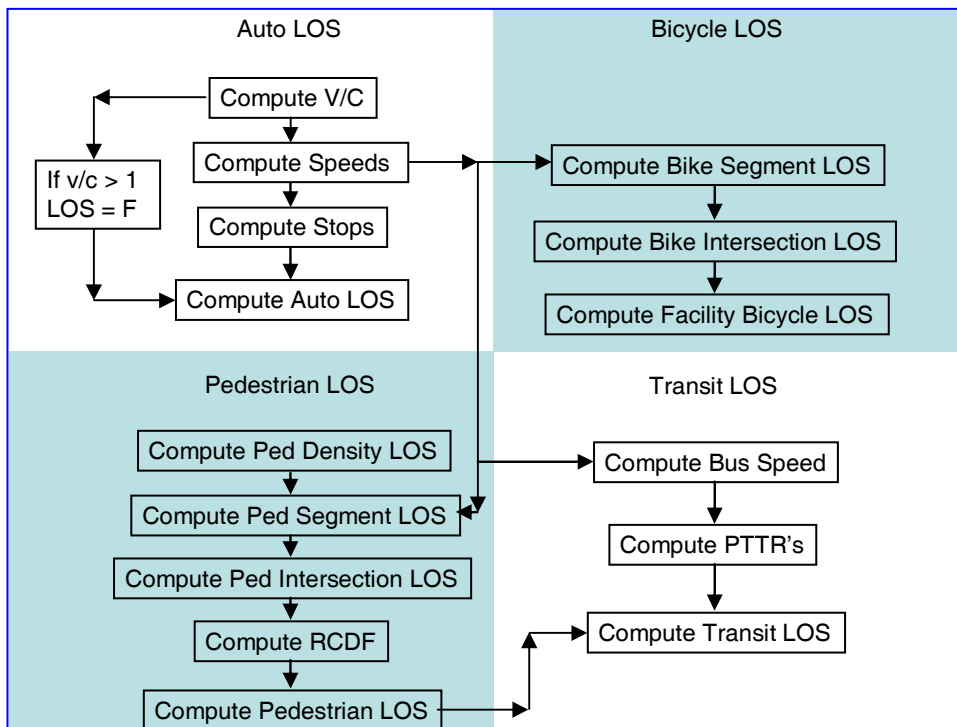 Auto LOS
Compute V/C
Compute Speeds
If v/c > 1
LOS = F
Compute Stops
Compute Auto LOS
Bicycle LOS
Compute Bike Segment LOS
Compute Bike Intersection LOS
Compute Facility Bicycle LOS
Pedestrian LOS
Compute Ped Density LOS
Compute Ped Segment LOS
Compute Ped Intersection LOS
Compute RCDF
Compute Pedestrian LOS
Transit LOS
Compute Bus Speed
Compute PTTR's
Compute Transit LOS